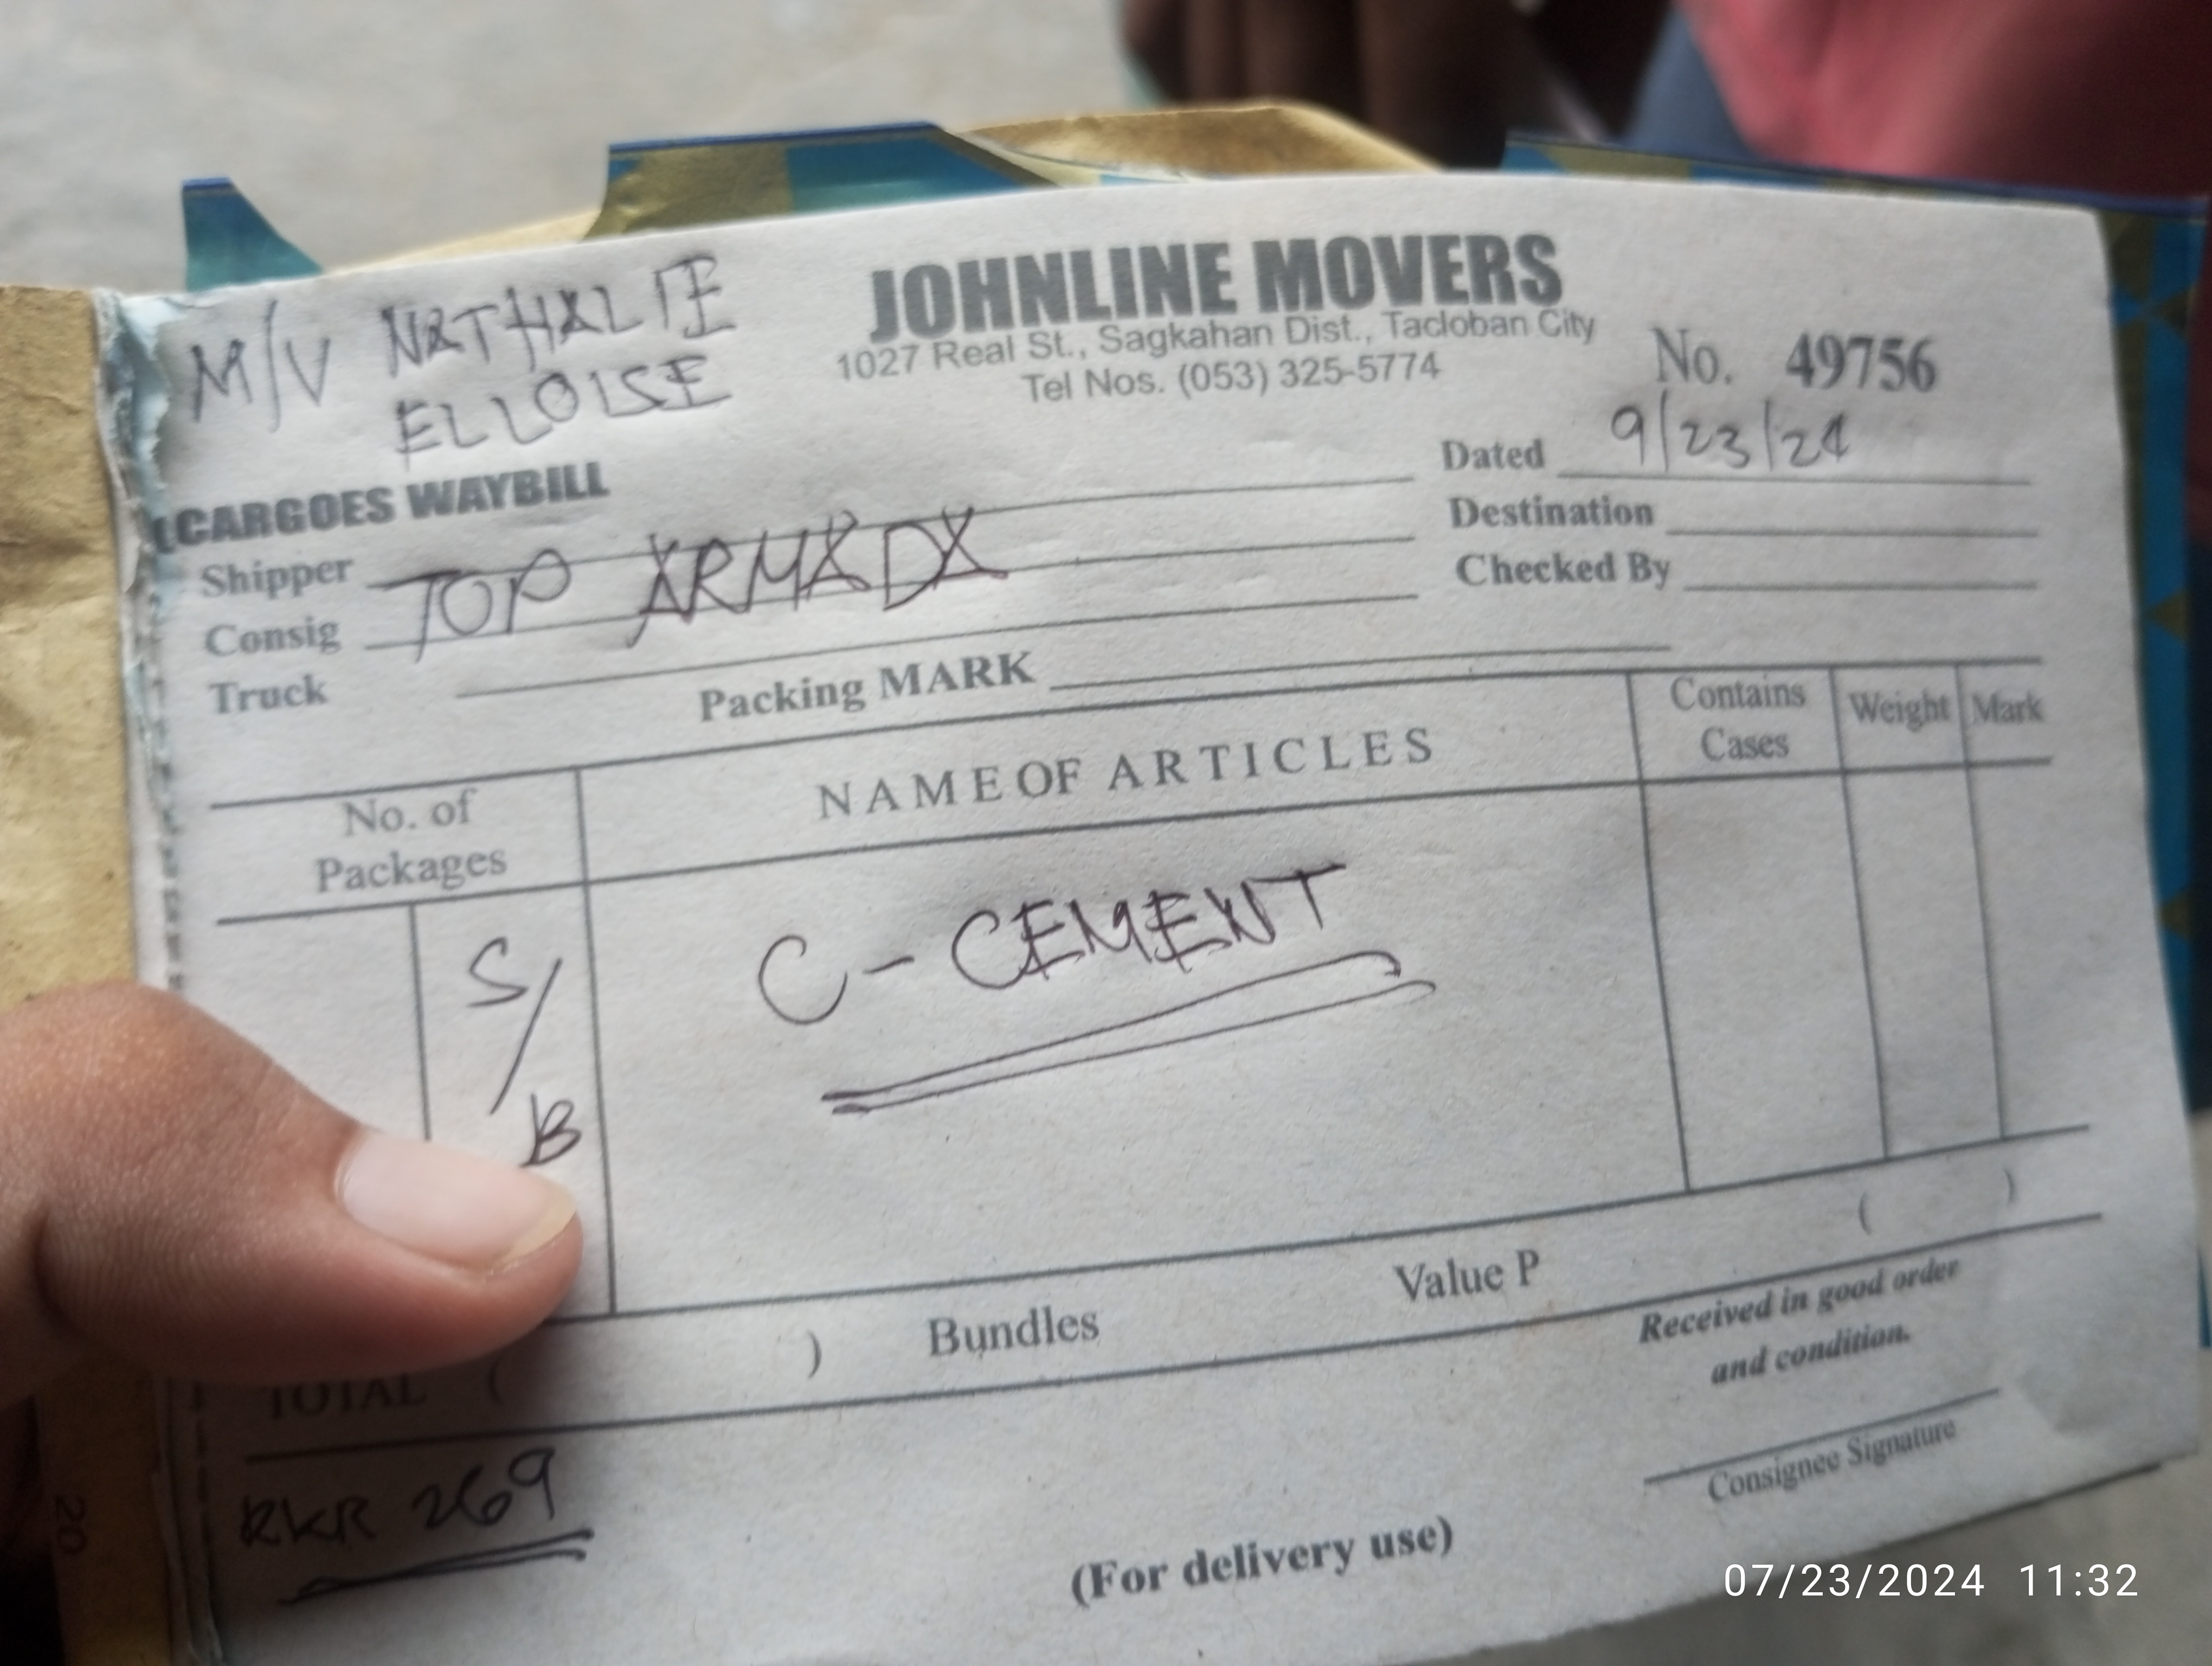 M/V NATHALIE
ELLOISE
JOHNLINE MOVERS
1027 Real St., Sagkahan Dist., Tacloban City
Tel Nos. (053) 325-5774
No. 49756
CARGOES WAYBILL
Dated 9/23/24
Shipper TOP ARMADA
Destination
Consig
Checked By
Truck
Packing MARK
No. of
Packages
NAME OF ARTICLES
Contains
Cases
Weight
Mark
S/B
C-CEMENT
TOTAL ( ) Bundles Value P ( )
Received in good order
and condition.
Consignee Signature
RKR 269
(For delivery use)
20
07/23/2024 11:32